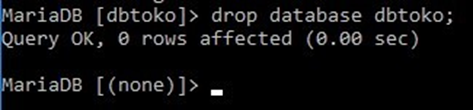 MariaDB [dbtoko]> drop database dbtoko;
Query OK, 0 rows affected (0.00 sec)
MariaDB [(none)]> _